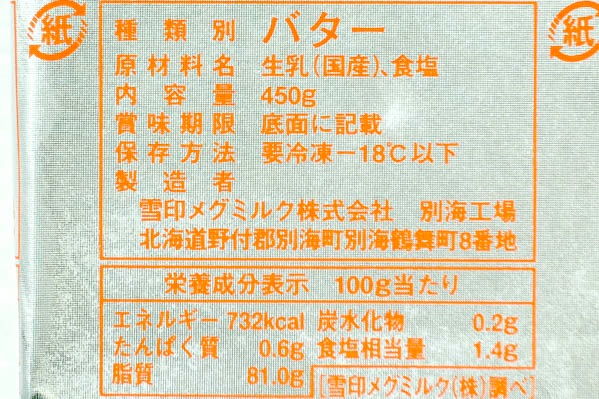 紙 紙
種類別 バター
原材料名 生乳(国産)、食塩
内容量 450g
賞味期限 底面に記載
保存方法 要冷凍−18℃以下
製造者
雪印メグミルク株式会社 別海工場
北海道野付郡別海町別海鶴舞町8番地
栄養成分表示 100g当たり
エネルギー 732kcal 炭水化物 0.2g
たんぱく質 0.6g 食塩相当量 1.4g
脂質 81.0g
[雪印メグミルク(株)調べ]